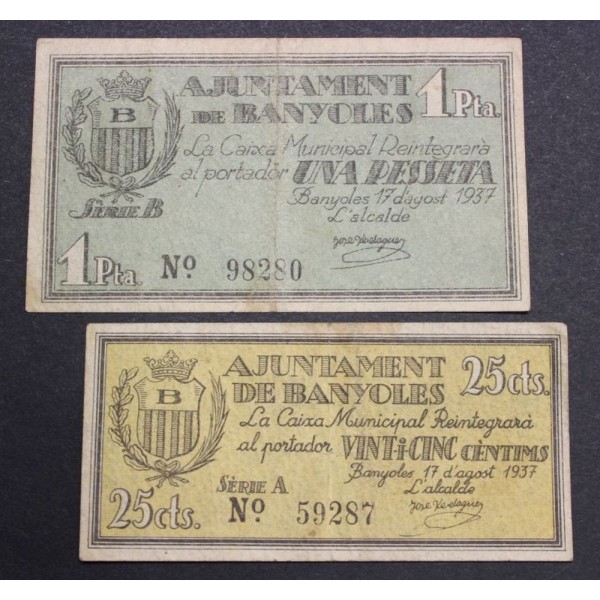 AJUNTAMENT
DE BANYOLES
1 Pta.
B
La Caixa Municipal Reintegrarà
al portador UNA PESSETA
Banyoles 17 d'agost 1937
L'alcalde
SÈRIE B
1 Pta.
Nº 98280
AJUNTAMENT
DE BANYOLES
25 cts.
B
La Caixa Municipal Reintegrarà
al portador VINT-i-CINC CÈNTIMS
Banyoles 17 d'agost 1937
L'alcalde
SÈRIE A
25 cts.
Nº 59287